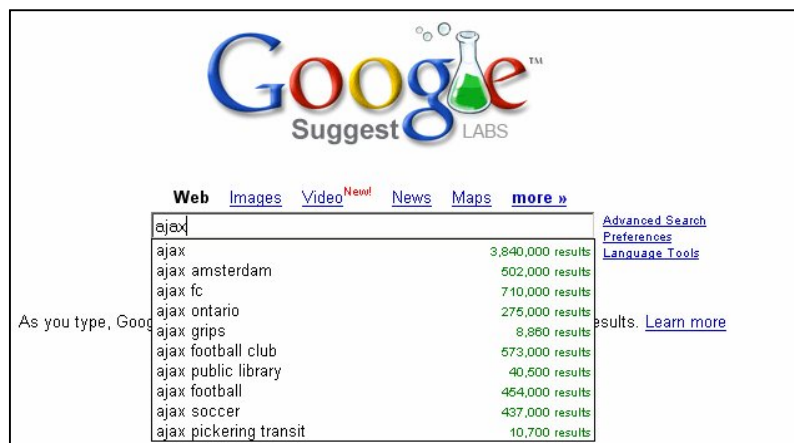 Google™
Suggest LABS
Web Images Video New! News Maps more »
ajax
Advanced Search
Preferences
Language Tools
ajax 3,840,000 results
ajax amsterdam 502,000 results
ajax fc 710,000 results
ajax ontario 275,000 results
ajax grips 8,860 results
ajax football club 573,000 results
ajax public library 40,500 results
ajax football 454,000 results
ajax soccer 437,000 results
ajax pickering transit 10,700 results
As you type, Goog esults. Learn more